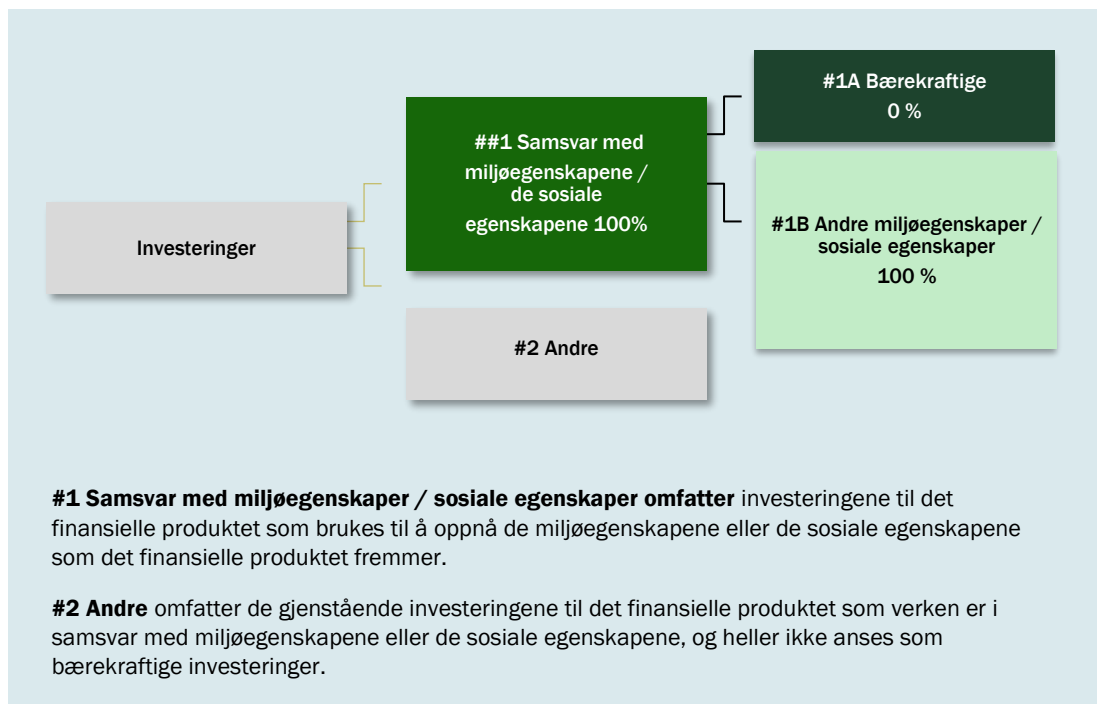 #1A Bærekraftige
0 %
##1 Samsvar med
miljøegenskapene /
de sosiale
egenskapene 100%
#1B Andre miljøegenskaper /
sosiale egenskaper
100 %
Investeringer
#2 Andre
#1 Samsvar med miljøegenskaper / sosiale egenskaper omfatter investeringene til det
finansielle produktet som brukes til å oppnå de miljøegenskapene eller de sosiale egenskapene
som det finansielle produktet fremmer.
#2 Andre omfatter de gjenstående investeringene til det finansielle produktet som verken er i
samsvar med miljøegenskapene eller de sosiale egenskapene, og heller ikke anses som
bærekraftige investeringer.